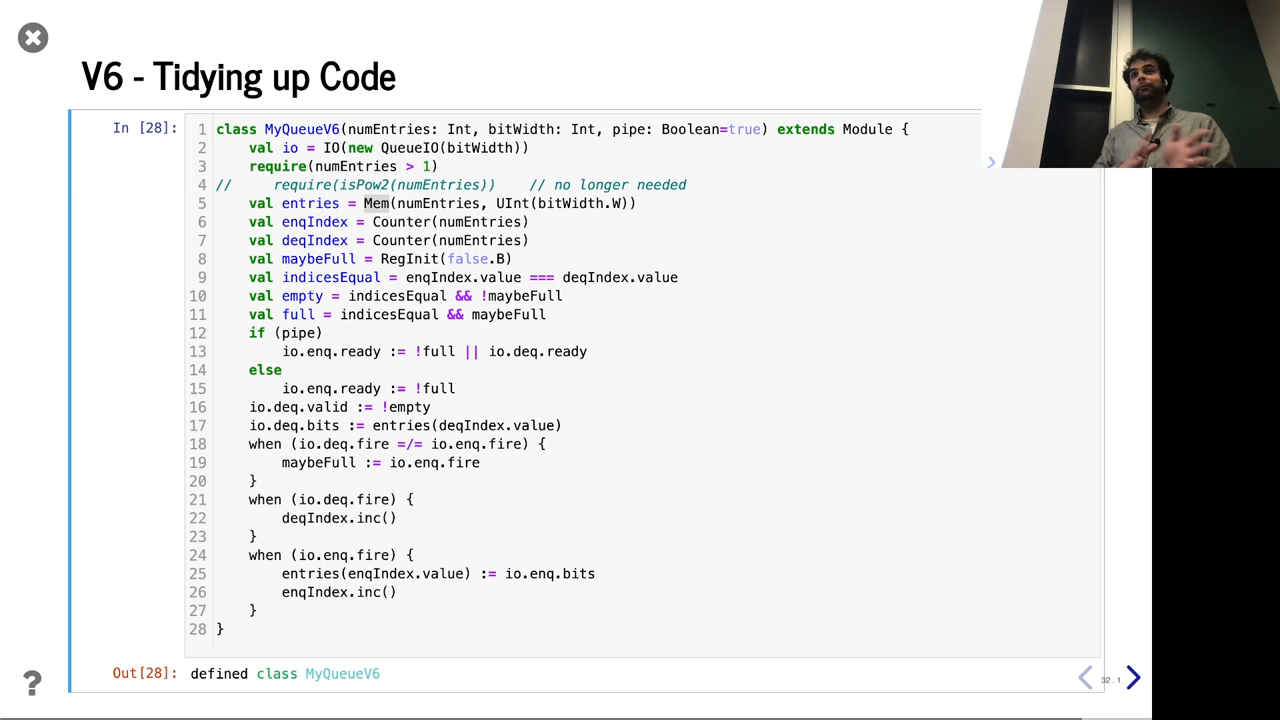 V6 - Tidying up Code
In [28]:
1 class MyQueueV6(numEntries: Int, bitWidth: Int, pipe: Boolean=true) extends Module {
2     val io = IO(new QueueIO(bitWidth))
3     require(numEntries > 1)
4 //     require(isPow2(numEntries))    // no longer needed
5     val entries = Mem(numEntries, UInt(bitWidth.W))
6     val enqIndex = Counter(numEntries)
7     val deqIndex = Counter(numEntries)
8     val maybeFull = RegInit(false.B)
9     val indicesEqual = enqIndex.value === deqIndex.value
10     val empty = indicesEqual && !maybeFull
11     val full = indicesEqual && maybeFull
12     if (pipe)
13         io.enq.ready := !full || io.deq.ready
14     else
15         io.enq.ready := !full
16     io.deq.valid := !empty
17     io.deq.bits := entries(deqIndex.value)
18     when (io.deq.fire =/= io.enq.fire) {
19         maybeFull := io.enq.fire
20     }
21     when (io.deq.fire) {
22         deqIndex.inc()
23     }
24     when (io.enq.fire) {
25         entries(enqIndex.value) := io.enq.bits
26         enqIndex.inc()
27     }
28 }
Out[28]: defined class MyQueueV6
?
32.1